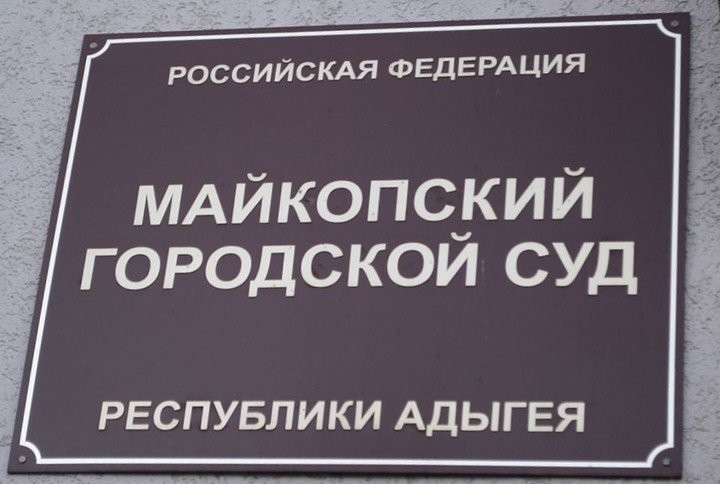 РОССИЙСКАЯ ФЕДЕРАЦИЯ
МАЙКОПСКИЙ
ГОРОДСКОЙ СУД
РЕСПУБЛИКИ АДЫГЕЯ